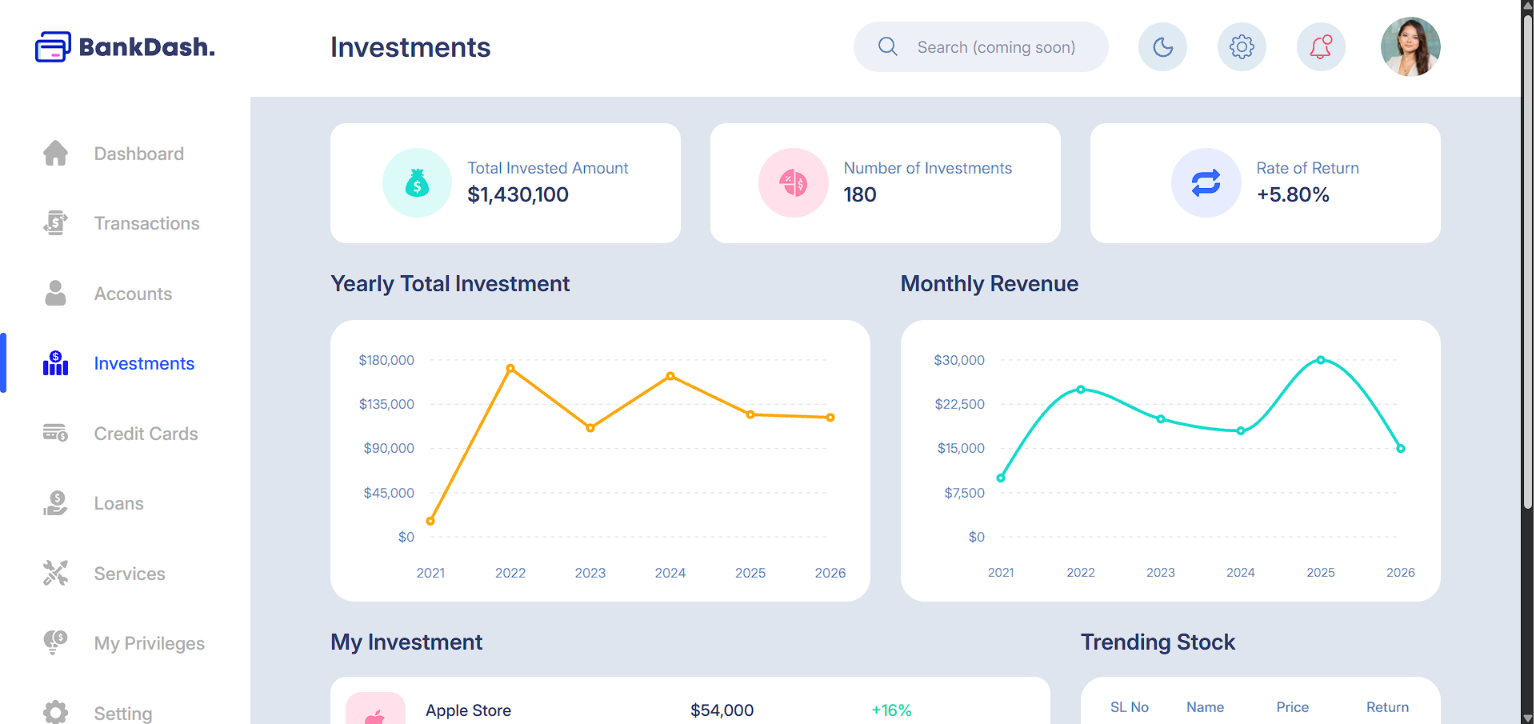 BankDash.
Investments
Search (coming soon)
Dashboard
Transactions
Accounts
Investments
Credit Cards
Loans
Services
My Privileges
Setting
Total Invested Amount
$1,430,100
Number of Investments
180
Rate of Return
+5.80%
Yearly Total Investment
$180,000
$135,000
$90,000
$45,000
$0
2021 2022 2023 2024 2025 2026
Monthly Revenue
$30,000
$22,500
$15,000
$7,500
$0
2021 2022 2023 2024 2025 2026
My Investment
Apple Store $54,000 +16%
Trending Stock
SL No Name Price Return